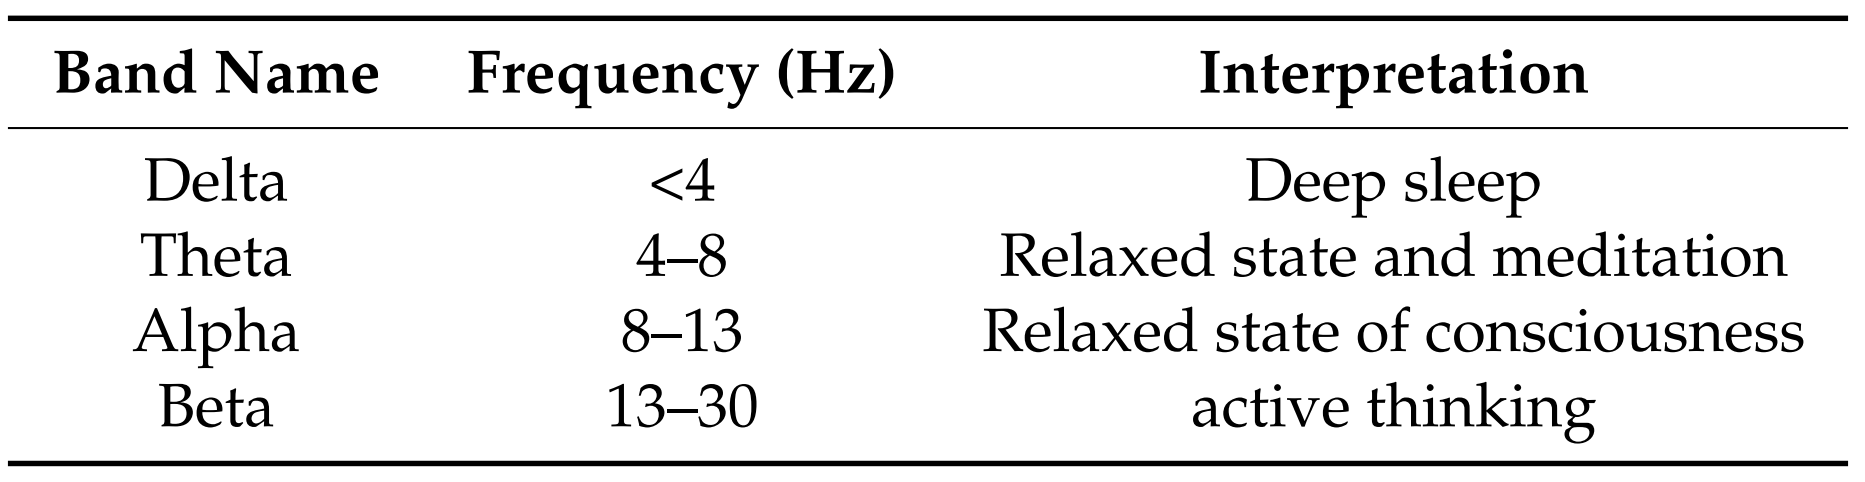 Band Name Frequency (Hz) Interpretation
Delta <4 Deep sleep
Theta 4–8 Relaxed state and meditation
Alpha 8–13 Relaxed state of consciousness
Beta 13–30 active thinking